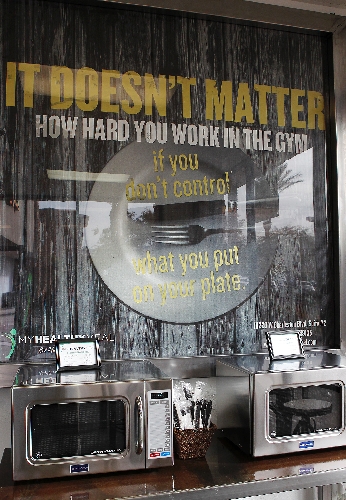 IT DOESN'T MATTER
HOW HARD YOU WORK IN THE GYM
if you
don't control
what you put
on your plate.
MYHEALTHYMEAL